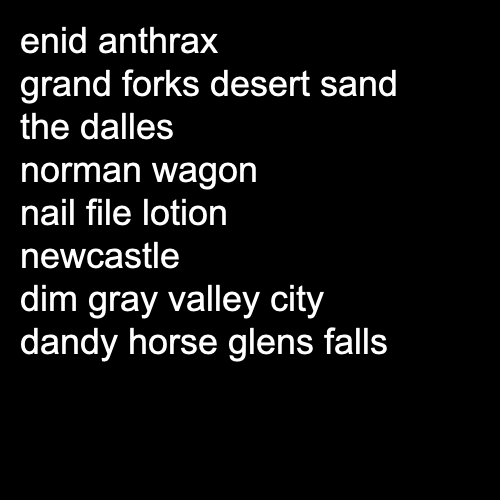 enid anthrax
grand forks desert sand
the dalles
norman wagon
nail file lotion
newcastle
dim gray valley city
dandy horse glens falls